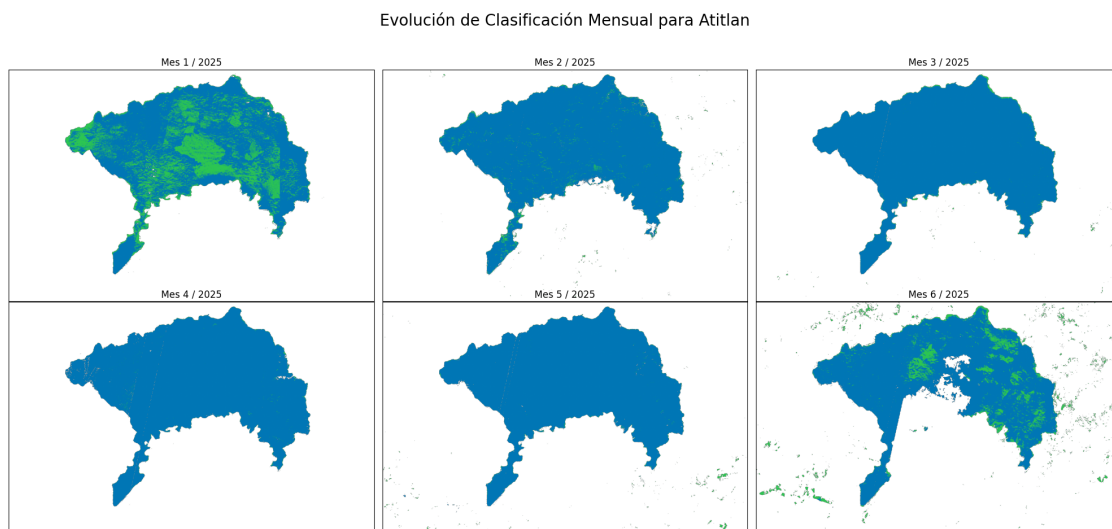 Evolución de Clasificación Mensual para Atitlan
Mes 1 / 2025
Mes 2 / 2025
Mes 3 / 2025
Mes 4 / 2025
Mes 5 / 2025
Mes 6 / 2025